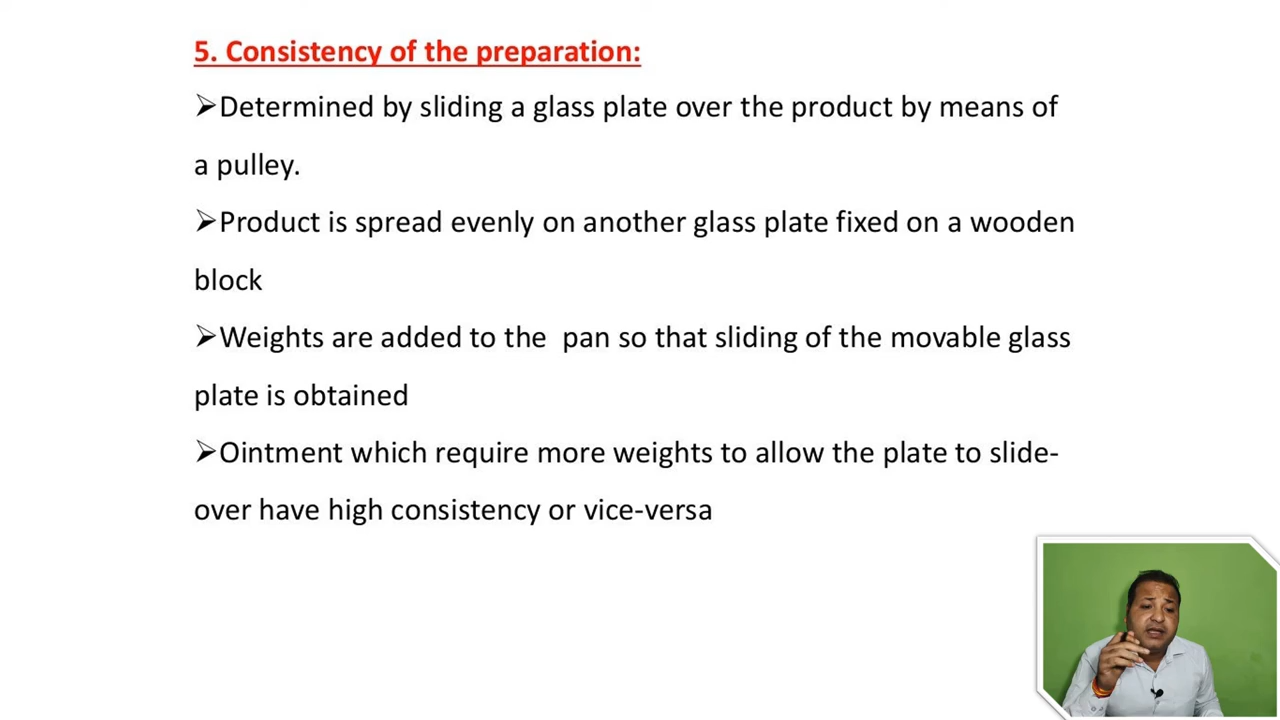 5. Consistency of the preparation:
➢Determined by sliding a glass plate over the product by means of
a pulley.
➢Product is spread evenly on another glass plate fixed on a wooden
block
➢Weights are added to the  pan so that sliding of the movable glass
plate is obtained
➢Ointment which require more weights to allow the plate to slide-
over have high consistency or vice-versa